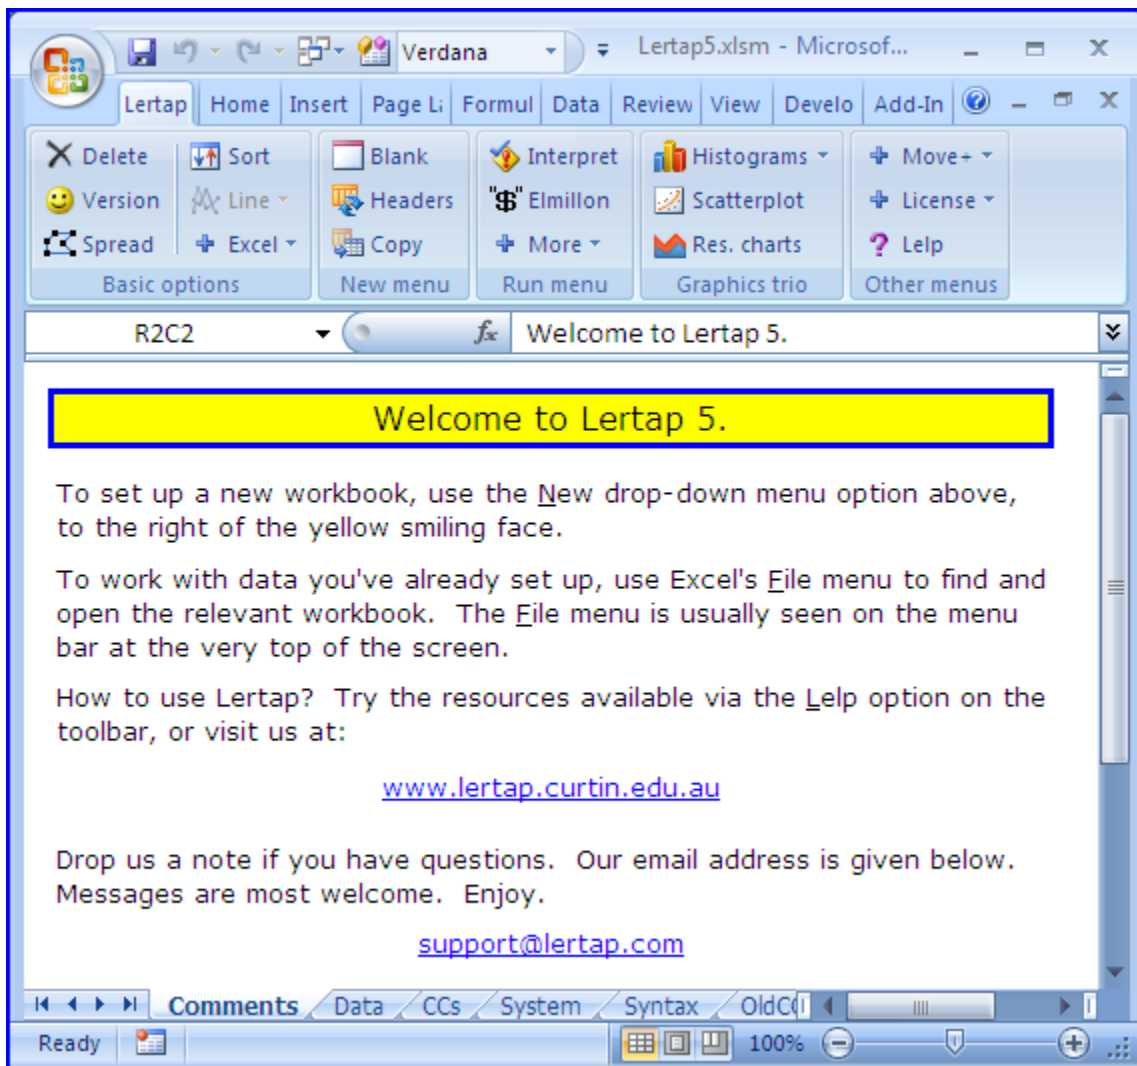 Verdana Lertap5.xlsm - Microsof...
Lertap Home Insert Page La Formul Data Review View Develo Add-In
Delete Sort Blank Interpret Histograms Move+
Version Line Headers "$" Elmillon Scatterplot License
Spread Excel Copy More Res. charts Lelp
Basic options New menu Run menu Graphics trio Other menus
R2C2 fx Welcome to Lertap 5.
Welcome to Lertap 5.
To set up a new workbook, use the New drop-down menu option above,
to the right of the yellow smiling face.
To work with data you've already set up, use Excel's File menu to find and
open the relevant workbook. The File menu is usually seen on the menu
bar at the very top of the screen.
How to use Lertap? Try the resources available via the Lelp option on the
toolbar, or visit us at:
www.lertap.curtin.edu.au
Drop us a note if you have questions. Our email address is given below.
Messages are most welcome. Enjoy.
support@lertap.com
Comments Data CCs System Syntax OldC
Ready 100%